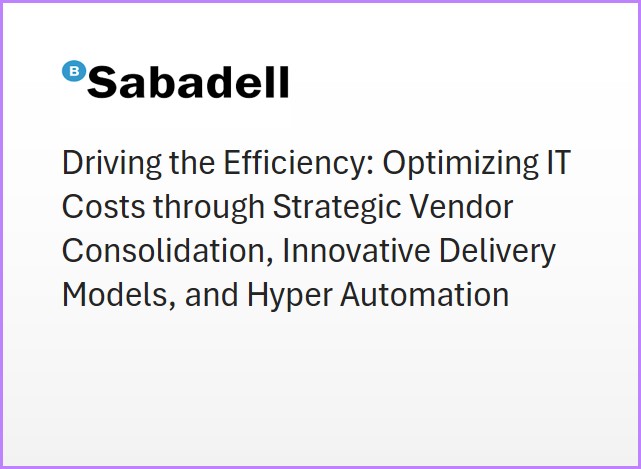 B Sabadell
Driving the Efficiency: Optimizing IT
Costs through Strategic Vendor
Consolidation, Innovative Delivery
Models, and Hyper Automation